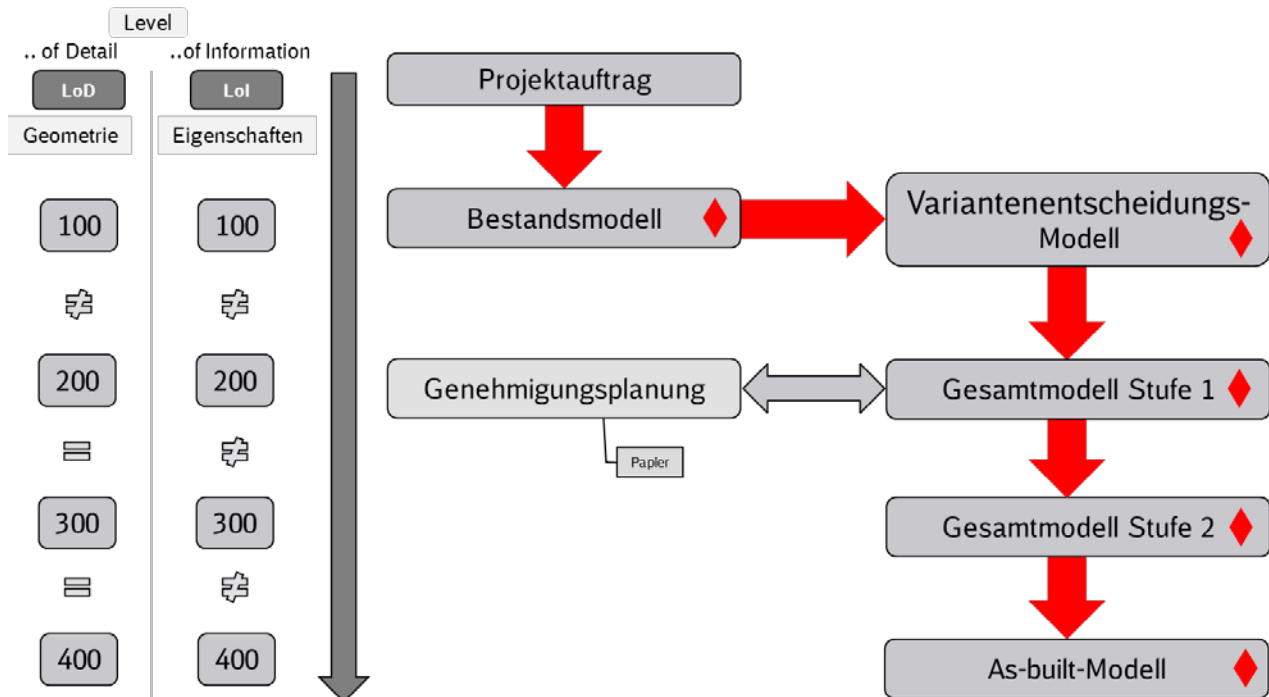 Level
.. of Detail
..of Information
LoD
LoI
Geometrie
Eigenschaften
100
100
≠
≠
200
200
=
≠
300
300
=
≠
400
400
Projektauftrag
Bestandsmodell
Variantenentscheidungs-
Modell
Genehmigungsplanung
Gesamtmodell Stufe 1
Papier
Gesamtmodell Stufe 2
As-built-Modell